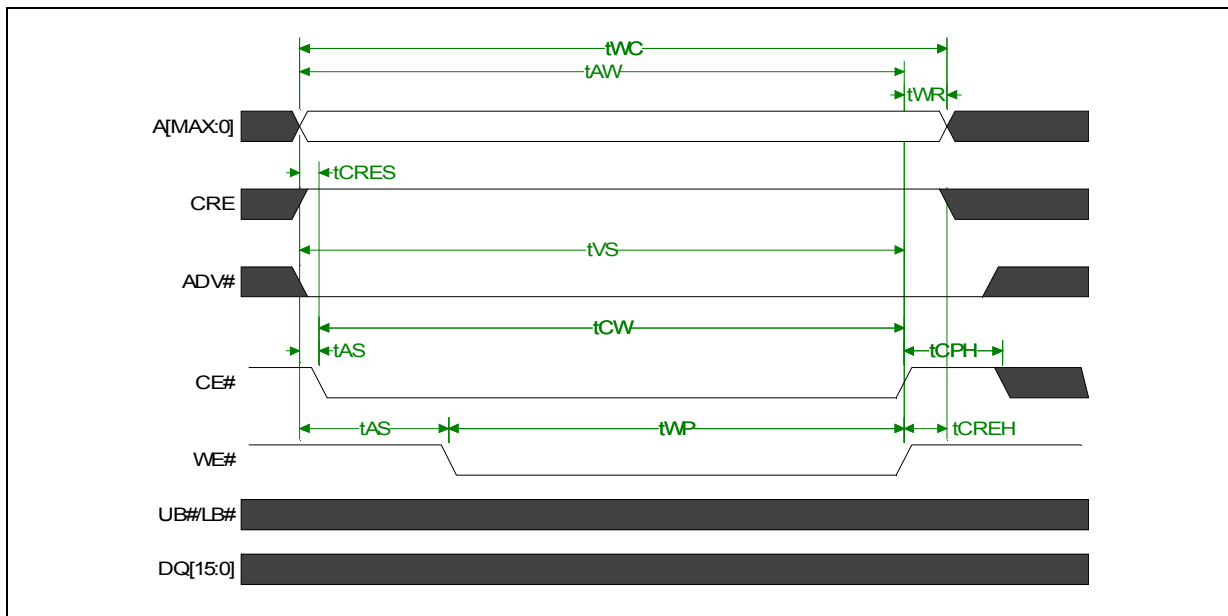 tWC
tAW
tWR
A[MAX:0]
tCRES
CRE
tVS
ADV#
tCW
tAS
tCPH
CE#
tAS
tWP
tCREH
WE#
UB#/LB#
DQ[15:0]